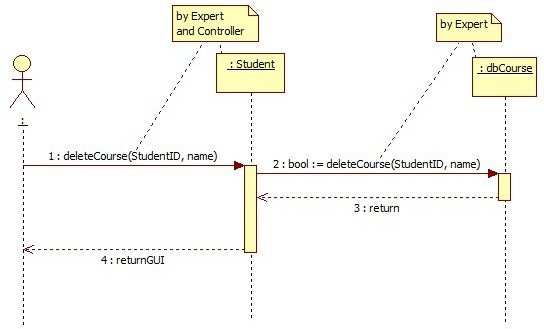 by Expert
and Controller
by Expert
: Student
: dbCourse
:
1 : deleteCourse(StudentID, name)
2 : bool := deleteCourse(StudentID, name)
3 : return
4 : returnGUI